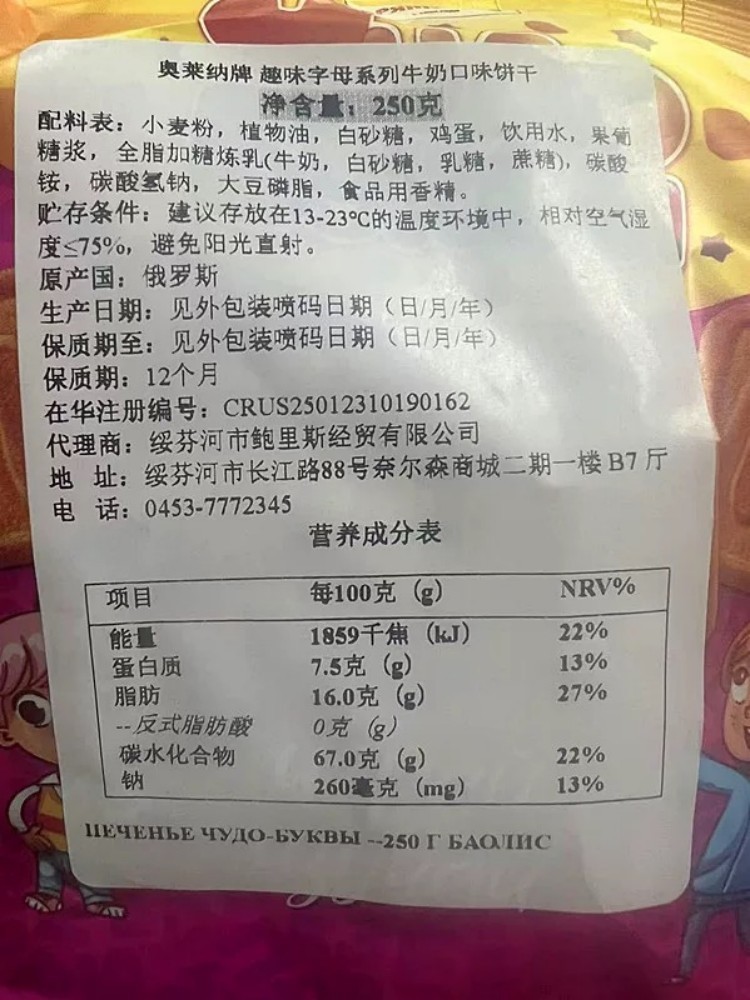 奥莱纳牌 趣味字母系列牛奶口味饼干
净含量：250克
配料表：小麦粉，植物油，白砂糖，鸡蛋，饮用水，果葡
糖浆，全脂加糖炼乳(牛奶，白砂糖，乳糖，蔗糖)，碳酸
铵，碳酸氢钠，大豆磷脂，食品用香精。
贮存条件：建议存放在13-23℃的温度环境中，相对空气湿
度≤75%，避免阳光直射。
原产国：俄罗斯
生产日期：见外包装喷码日期（日/月/年）
保质期至：见外包装喷码日期（日/月/年）
保质期：12个月
在华注册编号：CRUS25012310190162
代理商：绥芬河市鲍里斯经贸有限公司
地 址：绥芬河市长江路88号奈尔森商城二期一楼B7厅
电 话：0453-7772345
营养成分表
项目 每100克（g） NRV%
能量 1859千焦（kJ） 22%
蛋白质 7.5克（g） 13%
脂肪 16.0克（g） 27%
--反式脂肪酸 0克（g）
碳水化合物 67.0克（g） 22%
钠 260毫克（mg） 13%
ПЕЧЕНЬЕ ЧУДО-БУКВЫ --250 Г БАОЛИС